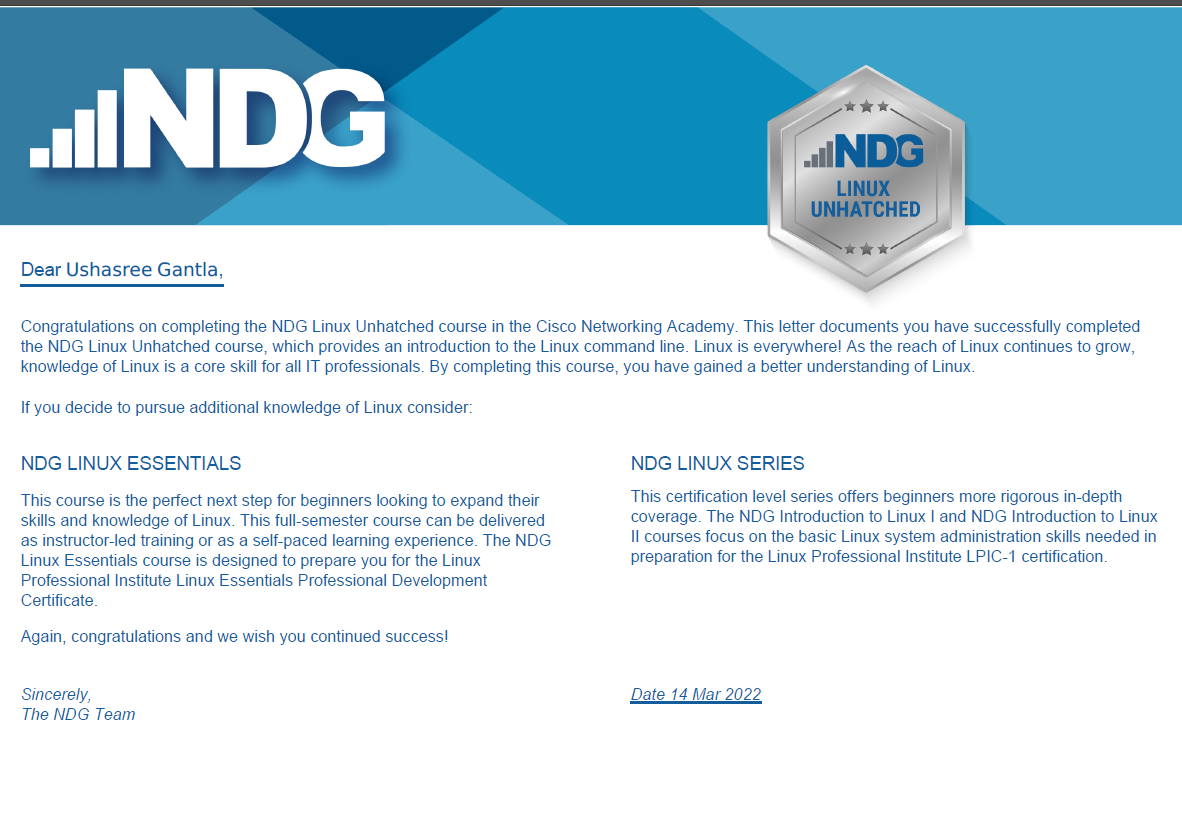 NDG
NDG
LINUX
UNHATCHED
Dear Ushasree Gantla,
Congratulations on completing the NDG Linux Unhatched course in the Cisco Networking Academy. This letter documents you have successfully completed
the NDG Linux Unhatched course, which provides an introduction to the Linux command line. Linux is everywhere! As the reach of Linux continues to grow,
knowledge of Linux is a core skill for all IT professionals. By completing this course, you have gained a better understanding of Linux.
If you decide to pursue additional knowledge of Linux consider:
NDG LINUX ESSENTIALS
This course is the perfect next step for beginners looking to expand their
skills and knowledge of Linux. This full-semester course can be delivered
as instructor-led training or as a self-paced learning experience. The NDG
Linux Essentials course is designed to prepare you for the Linux
Professional Institute Linux Essentials Professional Development
Certificate.
Again, congratulations and we wish you continued success!
NDG LINUX SERIES
This certification level series offers beginners more rigorous in-depth
coverage. The NDG Introduction to Linux I and NDG Introduction to Linux
II courses focus on the basic Linux system administration skills needed in
preparation for the Linux Professional Institute LPIC-1 certification.
Sincerely,
The NDG Team
Date 14 Mar 2022